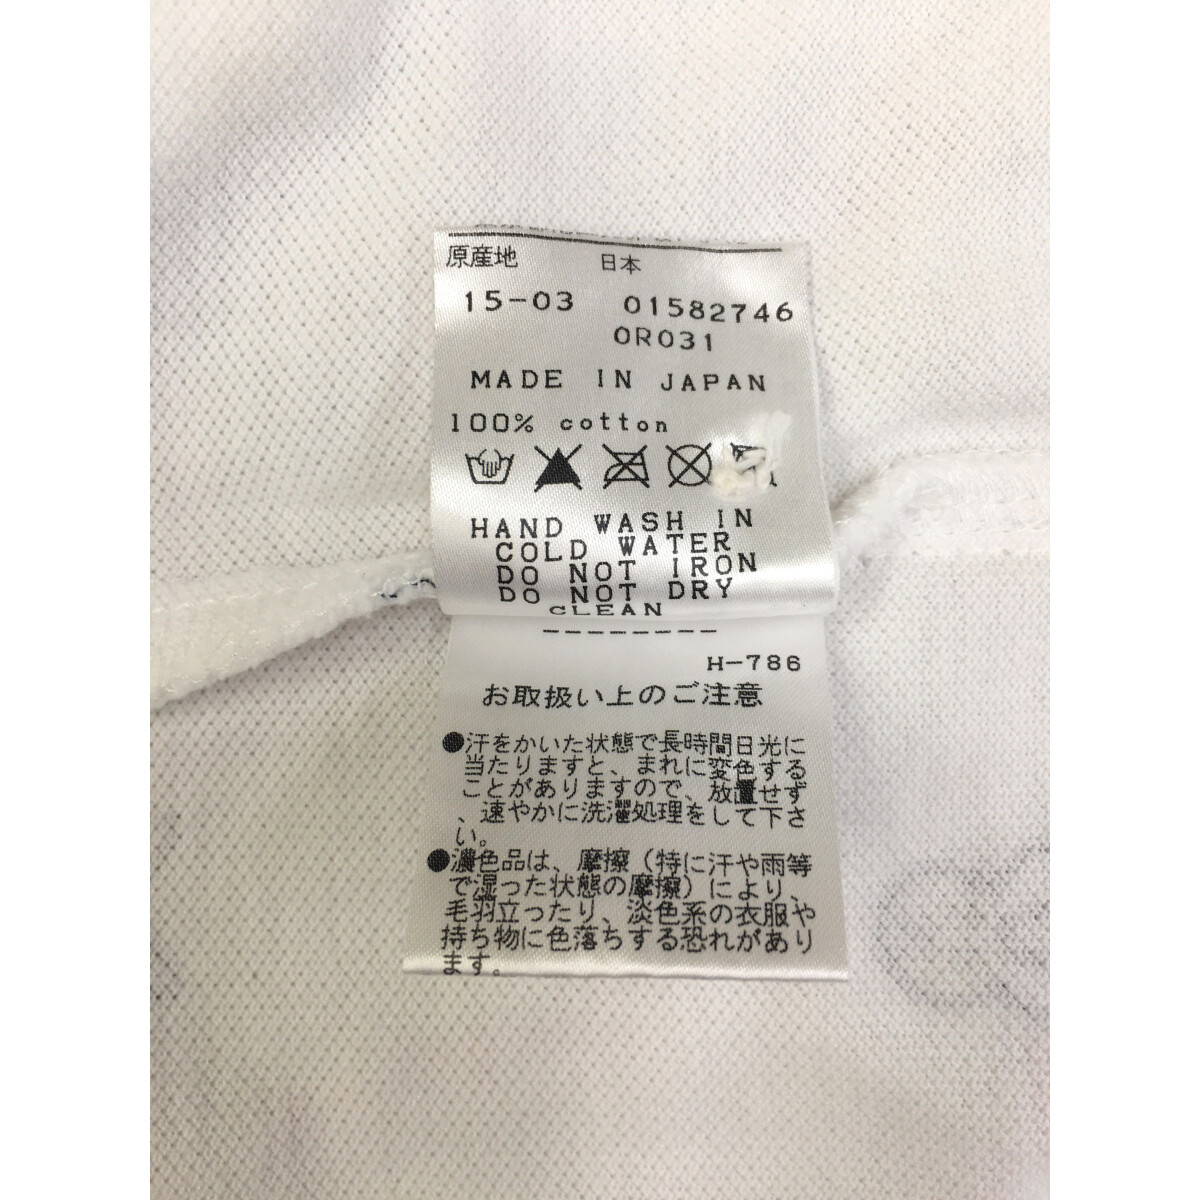 原産地 日本
15-03 01582746
0R031
MADE IN JAPAN
100% cotton
HAND WASH IN
COLD WATER
DO NOT IRON
DO NOT DRY
CLEAN
--------
H-786
お取扱い上のご注意
●汗をかいた状態で長時間日光に
当たりますと、まれに変色する
ことがありますので、放置せず
、速やかに洗濯処理をして下さ
い。
●濃色品は、摩擦(特に汗や雨等
で湿った状態の摩擦)により、
毛羽立ったり、淡色系の衣服や
持ち物に色落ちする恐れがあり
ます。